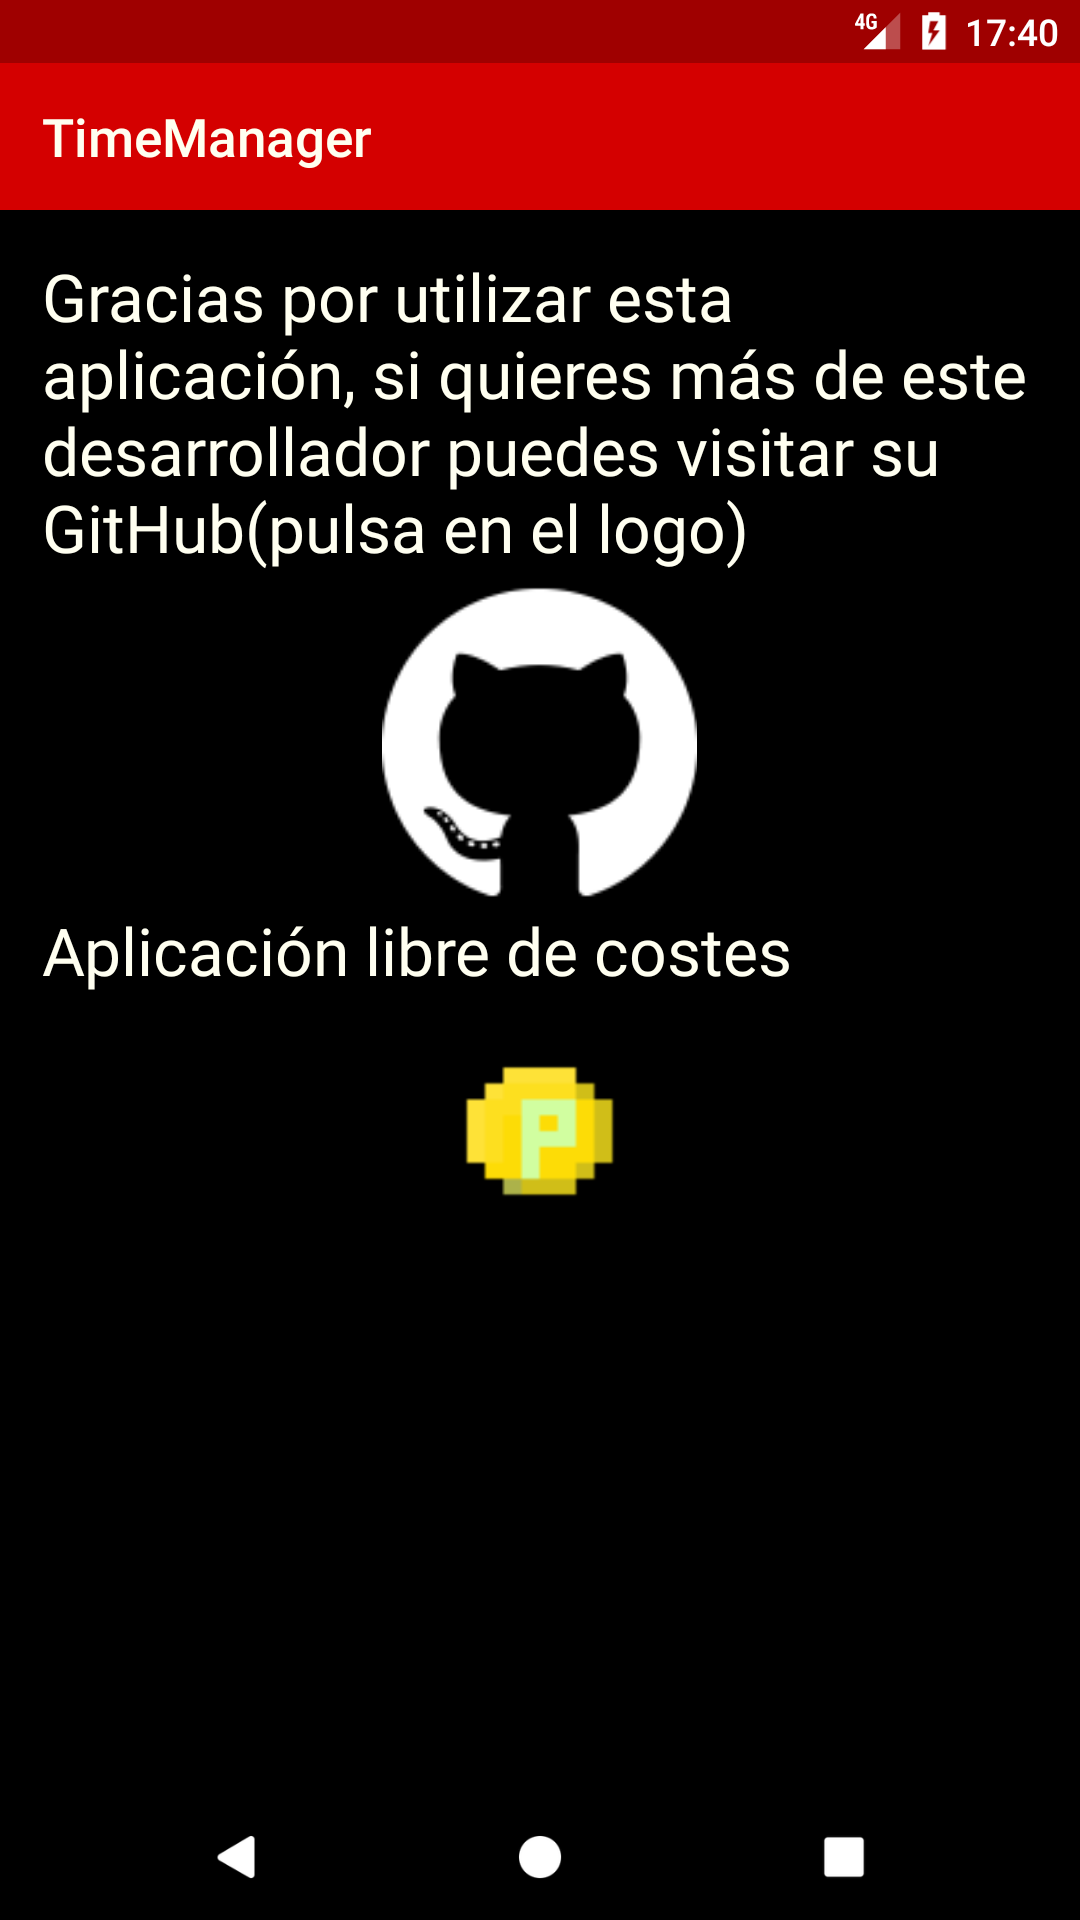 4G 17:40
TimeManager
Gracias por utilizar esta
aplicación, si quieres más de este
desarrollador puedes visitar su
GitHub(pulsa en el logo)
Aplicación libre de costes
P